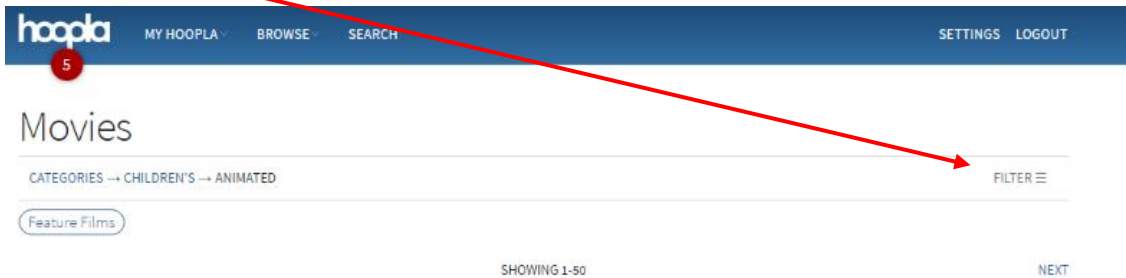 hoopla MY HOOPLA BROWSE SEARCH SETTINGS LOGOUT
5
Movies
CATEGORIES → CHILDREN'S → ANIMATED FILTER ☰
Feature Films
SHOWING 1-50 NEXT